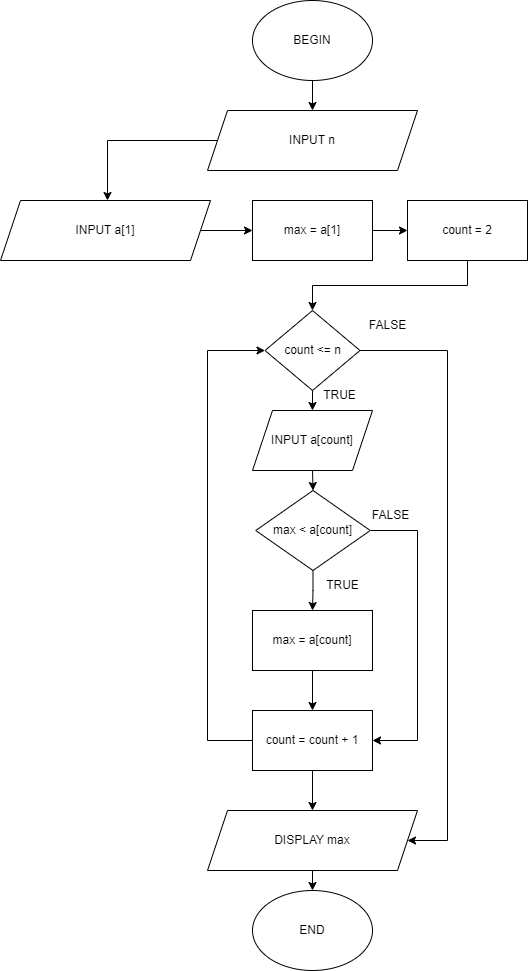 BEGIN
INPUT n
INPUT a[1]
max = a[1]
count = 2
FALSE
count <= n
TRUE
INPUT a[count]
FALSE
max < a[count]
TRUE
max = a[count]
count = count + 1
DISPLAY max
END